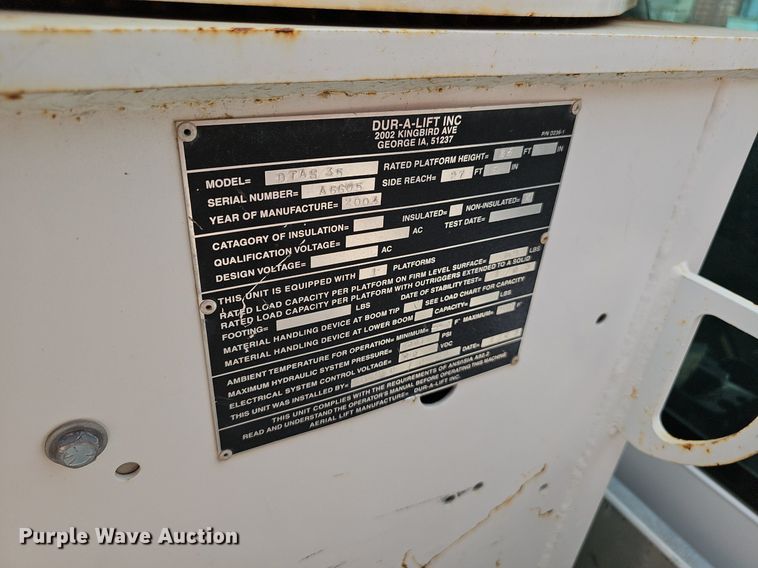 DUR-A-LIFT INC
2002 KINGBIRD AVE
GEORGE IA, 51237
P/N 0236-1
MODEL= DTAS 36 RATED PLATFORM HEIGHT= FT IN
SERIAL NUMBER= SIDE REACH= FT IN
YEAR OF MANUFACTURE= 2004
CATAGORY OF INSULATION= INSULATED= NON-INSULATED=
QUALIFICATION VOLTAGE= AC TEST DATE=
DESIGN VOLTAGE= AC
THIS UNIT IS EQUIPPED WITH 1 PLATFORMS
RATED LOAD CAPACITY PER PLATFORM ON FIRM LEVEL SURFACE= LBS
RATED LOAD CAPACITY PER PLATFORM WITH OUTRIGGERS EXTENDED TO A SOLID
FOOTING= LBS DATE OF STABILITY TEST=
MATERIAL HANDLING DEVICE AT BOOM TIP SEE LOAD CHART FOR CAPACITY
MATERIAL HANDLING DEVICE AT LOWER BOOM CAPACITY= LBS
AMBIENT TEMPERATURE FOR OPERATION= MINIMUM= F° MAXIMUM= F°
MAXIMUM HYDRAULIC SYSTEM PRESSURE= PSI
ELECTRICAL SYSTEM CONTROL VOLTAGE= VDC
THIS UNIT WAS INSTALLED BY= DATE=
THIS UNIT COMPLIES WITH THE REQUIREMENTS OF ANSI/SIA A92.2
READ AND UNDERSTAND THE OPERATOR'S MANUAL BEFORE OPERATING THIS MACHINE
AERIAL LIFT MANUFACTURE= DUR-A-LIFT INC.
Purple Wave Auction